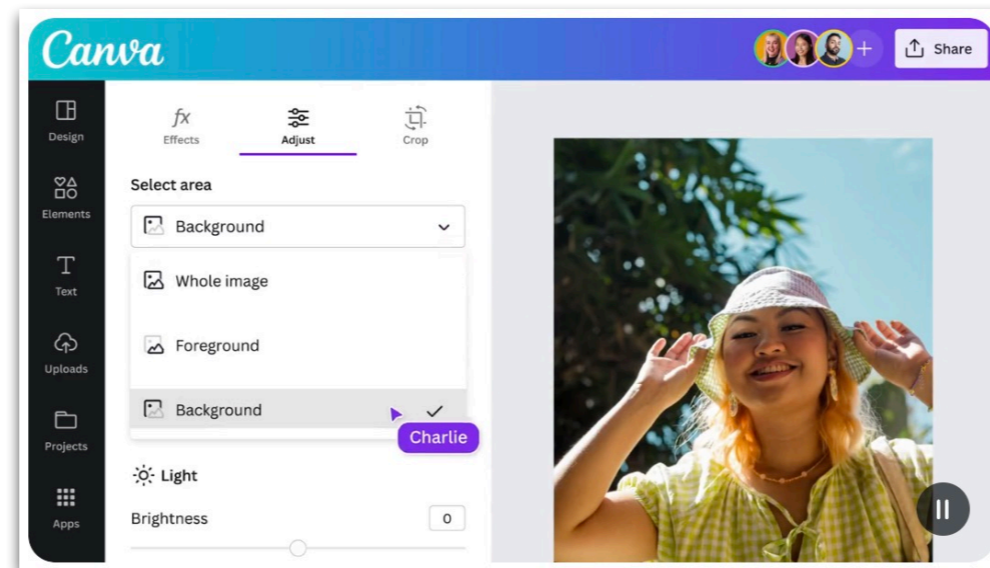 Canva
Share
Design
Elements
Text
Uploads
Projects
Apps
fx
Effects
Adjust
Crop
Select area
Background
Whole image
Foreground
Background
Charlie
Light
Brightness
0